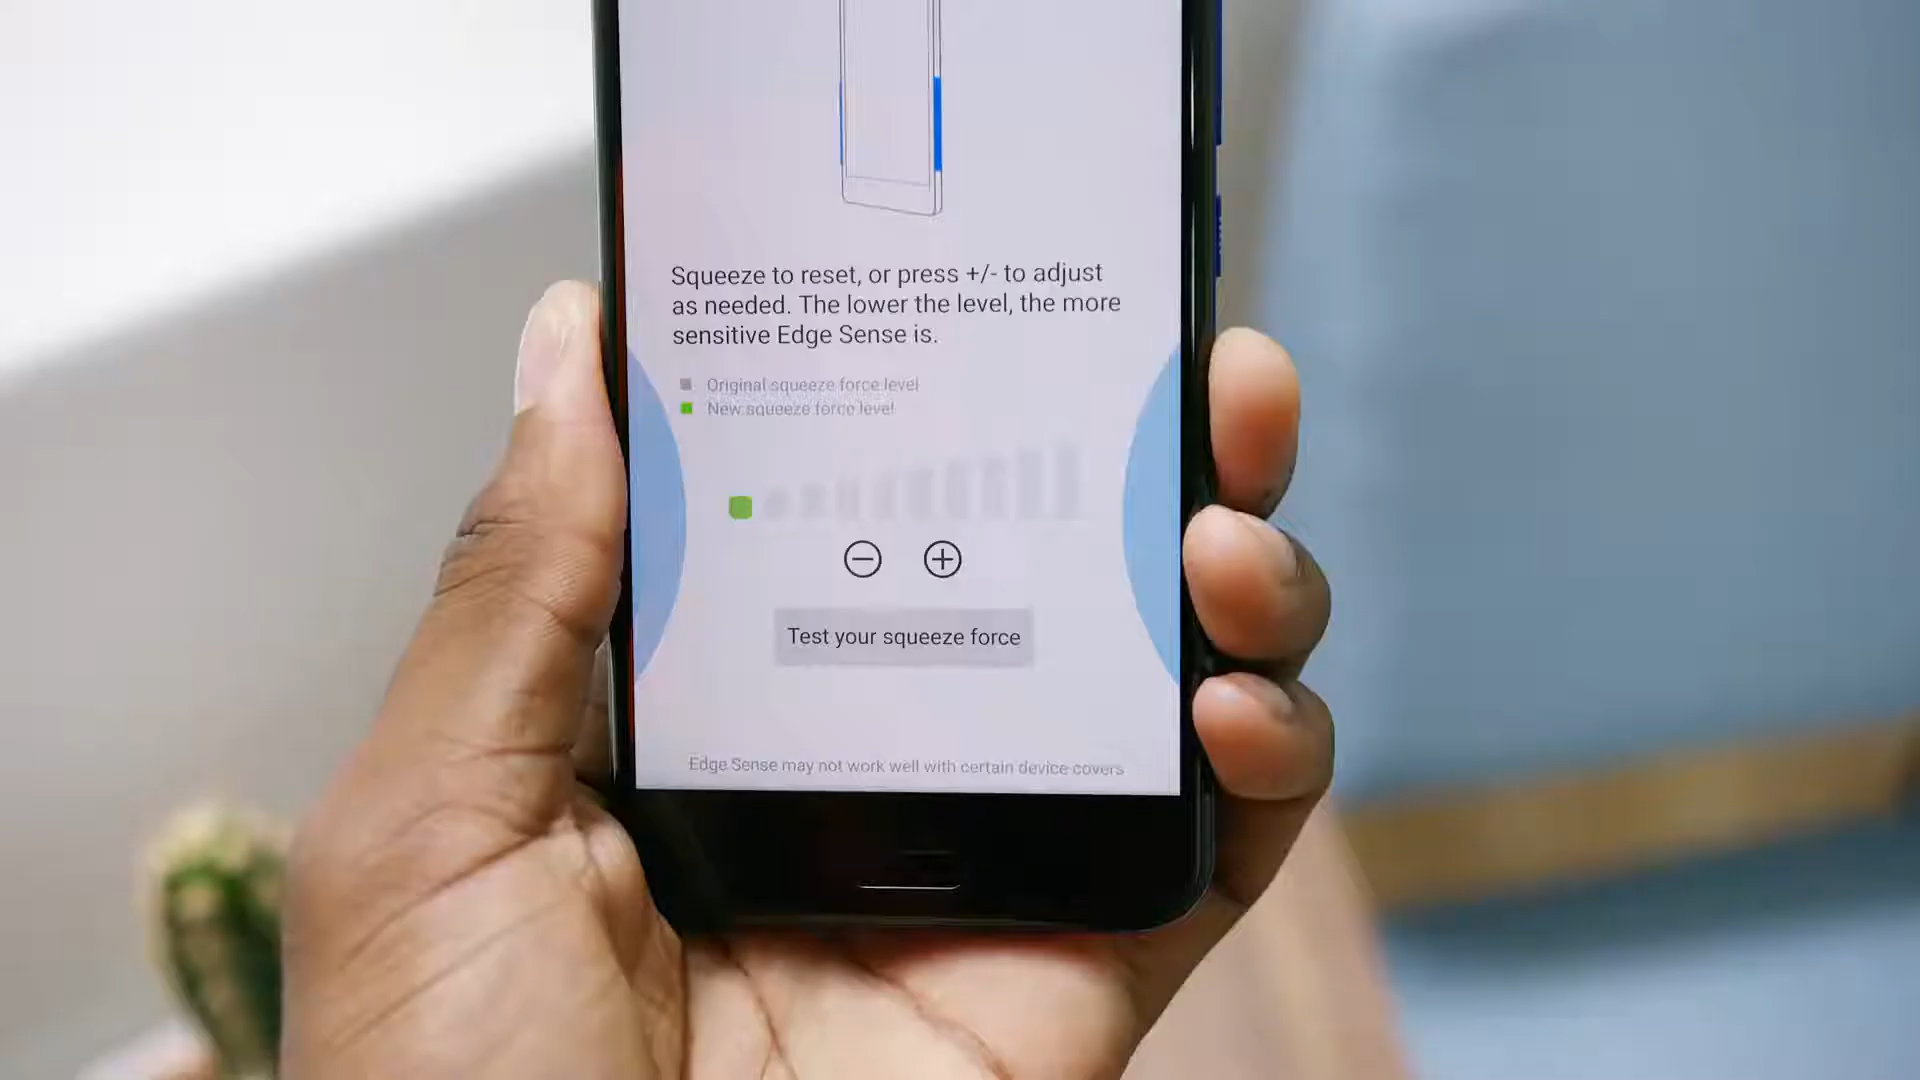 Squeeze to reset, or press +/- to adjust
as needed. The lower the level, the more
sensitive Edge Sense is.
Original squeeze force level
New squeeze force level
Test your squeeze force
Edge Sense may not work well with certain device covers